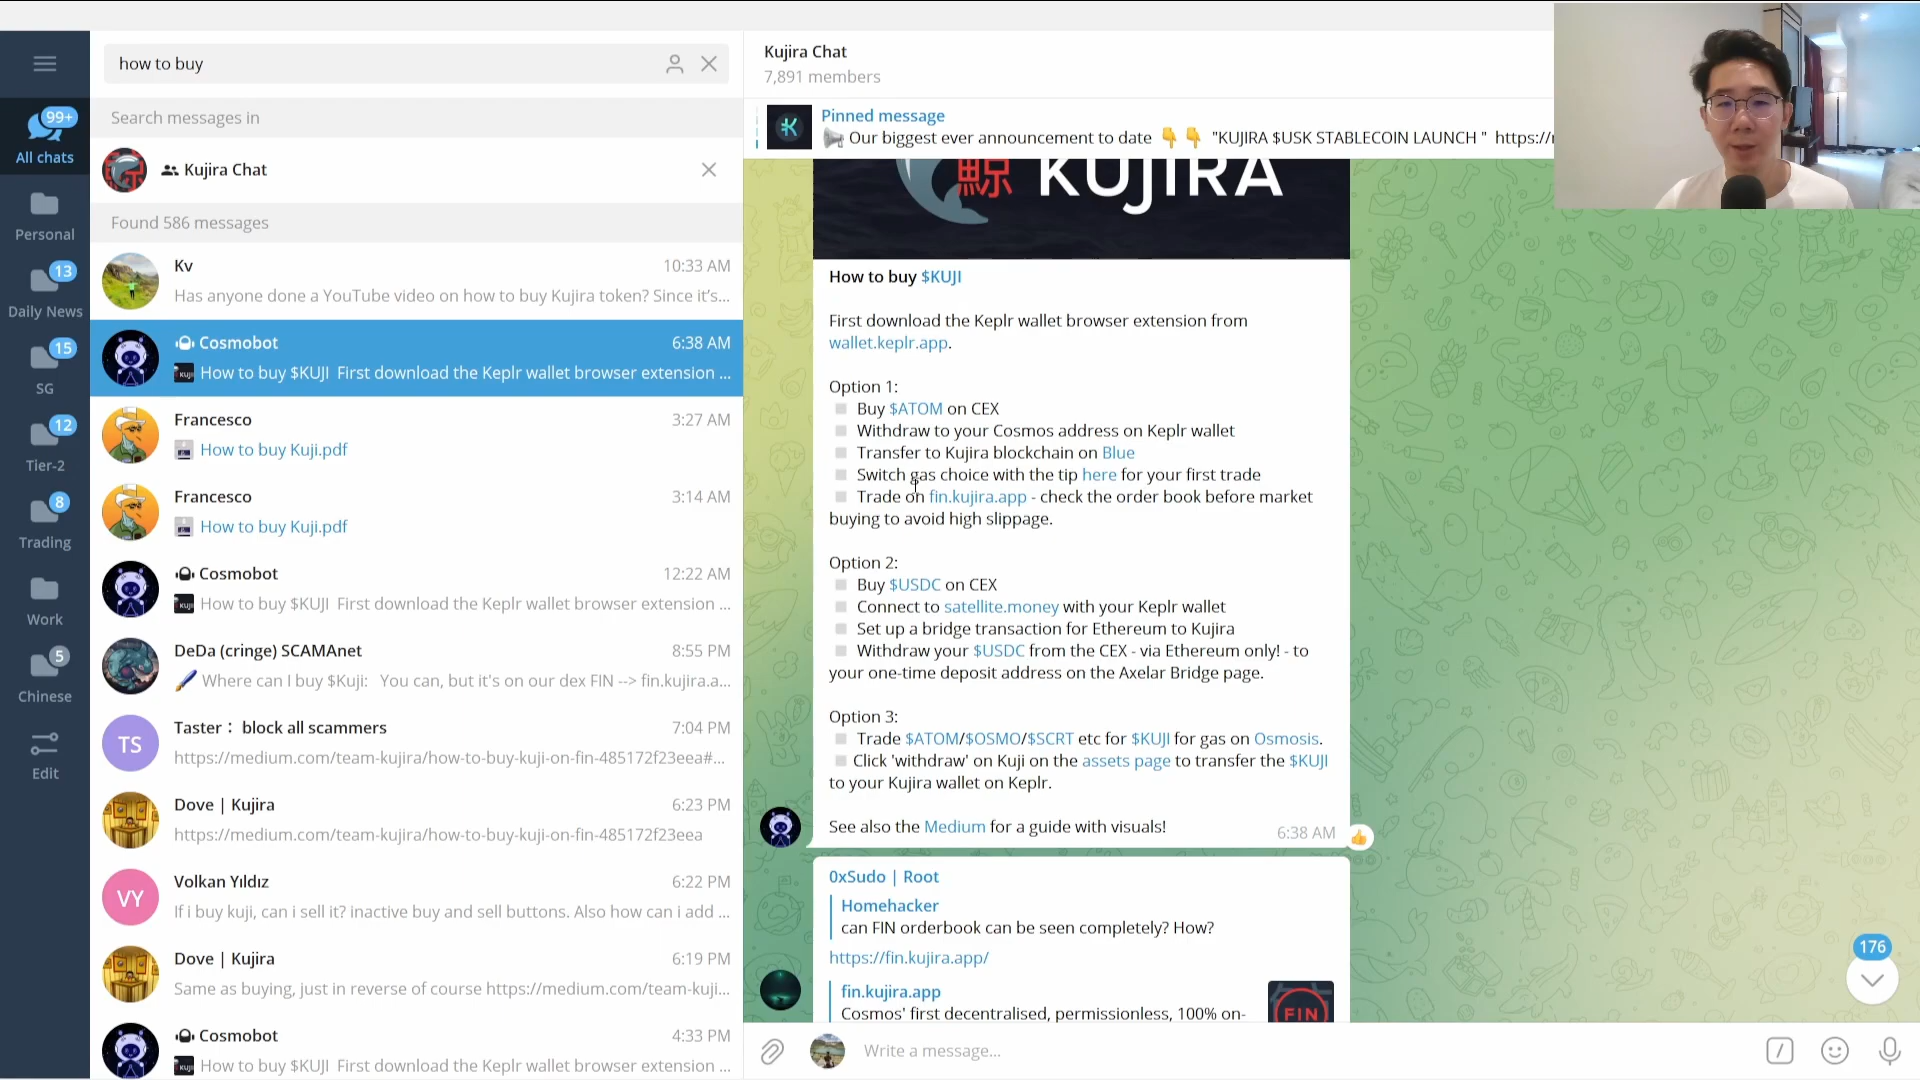 how to buy
Search messages in
Kujira Chat
Found 586 messages
99+
All chats
Personal
13
Daily News
15
SG
12
Tier-2
8
Trading
Work
5
Chinese
Edit
Kv 10:33 AM
Has anyone done a YouTube video on how to buy Kujira token? Since it's...
Cosmobot 6:38 AM
How to buy $KUJI First download the Keplr wallet browser extension ...
Francesco 3:27 AM
How to buy Kuji.pdf
Francesco 3:14 AM
How to buy Kuji.pdf
Cosmobot 12:22 AM
How to buy $KUJI First download the Keplr wallet browser extension ...
DeDa (cringe) SCAMAnet 8:55 PM
Where can I buy $Kuji: You can, but it's on our dex FIN --> fin.kujira.a...
TS
Taster : block all scammers 7:04 PM
https://medium.com/team-kujira/how-to-buy-kuji-on-fin-485172f23eea#...
Dove | Kujira 6:23 PM
https://medium.com/team-kujira/how-to-buy-kuji-on-fin-485172f23eea
VY
Volkan Yıldız 6:22 PM
If i buy kuji, can i sell it? inactive buy and sell buttons. Also how can i add ...
Dove | Kujira 6:19 PM
Same as buying, just in reverse of course https://medium.com/team-kuji...
Cosmobot 4:33 PM
How to buy $KUJI First download the Keplr wallet browser extension ...
Kujira Chat
7,891 members
Pinned message
Our biggest ever announcement to date 👇👇 "KUJIRA $USK STABLECOIN LAUNCH " https://r
鯨 KUJIRA
How to buy $KUJI
First download the Keplr wallet browser extension from
wallet.keplr.app.
Option 1:
Buy $ATOM on CEX
Withdraw to your Cosmos address on Keplr wallet
Transfer to Kujira blockchain on Blue
Switch gas choice with the tip here for your first trade
Trade on fin.kujira.app - check the order book before market
buying to avoid high slippage.
Option 2:
Buy $USDC on CEX
Connect to satellite.money with your Keplr wallet
Set up a bridge transaction for Ethereum to Kujira
Withdraw your $USDC from the CEX - via Ethereum only! - to
your one-time deposit address on the Axelar Bridge page.
Option 3:
Trade $ATOM/$OSMO/$SCRT etc for $KUJI for gas on Osmosis.
Click 'withdraw' on Kuji on the assets page to transfer the $KUJI
to your Kujira wallet on Keplr.
See also the Medium for a guide with visuals! 6:38 AM
0xSudo | Root
Homehacker
can FIN orderbook can be seen completely? How?
https://fin.kujira.app/
fin.kujira.app
Cosmos' first decentralised, permissionless, 100% on-
FIN
176
Write a message...